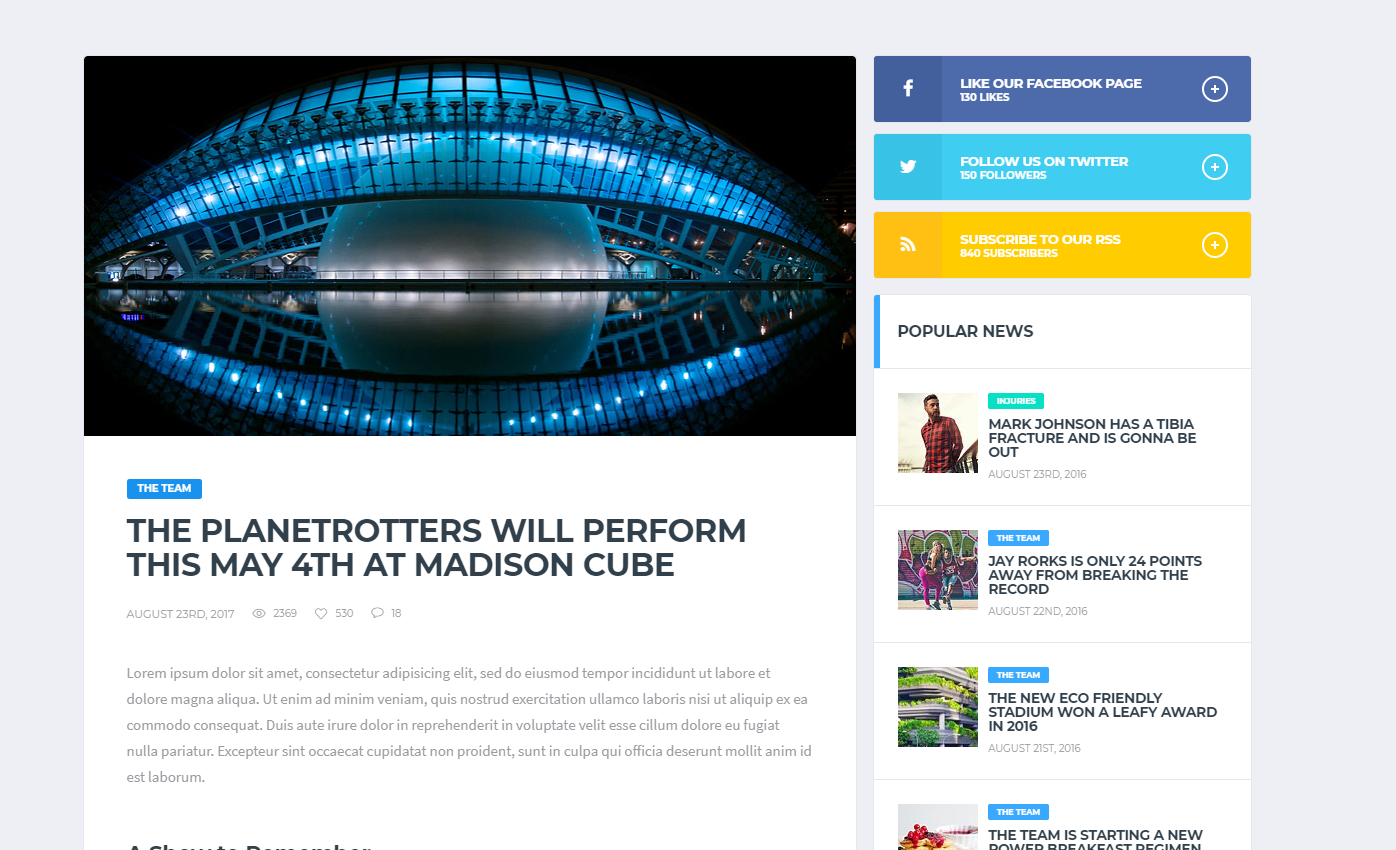 THE TEAM
THE PLANETROTTERS WILL PERFORM
THIS MAY 4TH AT MADISON CUBE
AUGUST 23RD, 2017 2369 530 18
Lorem ipsum dolor sit amet, consectetur adipisicing elit, sed do eiusmod tempor incididunt ut labore et
dolore magna aliqua. Ut enim ad minim veniam, quis nostrud exercitation ullamco laboris nisi ut aliquip ex ea
commodo consequat. Duis aute irure dolor in reprehenderit in voluptate velit esse cillum dolore eu fugiat
nulla pariatur. Excepteur sint occaecat cupidatat non proident, sunt in culpa qui officia deserunt mollit anim id
est laborum.
A Show to Remember
LIKE OUR FACEBOOK PAGE
130 LIKES
FOLLOW US ON TWITTER
150 FOLLOWERS
SUBSCRIBE TO OUR RSS
840 SUBSCRIBERS
POPULAR NEWS
INJURIES
MARK JOHNSON HAS A TIBIA
FRACTURE AND IS GONNA BE
OUT
AUGUST 23RD, 2016
THE TEAM
JAY RORKS IS ONLY 24 POINTS
AWAY FROM BREAKING THE
RECORD
AUGUST 22ND, 2016
THE TEAM
THE NEW ECO FRIENDLY
STADIUM WON A LEAFY AWARD
IN 2016
AUGUST 21ST, 2016
THE TEAM
THE TEAM IS STARTING A NEW
POWER BREAKFAST REGIMEN